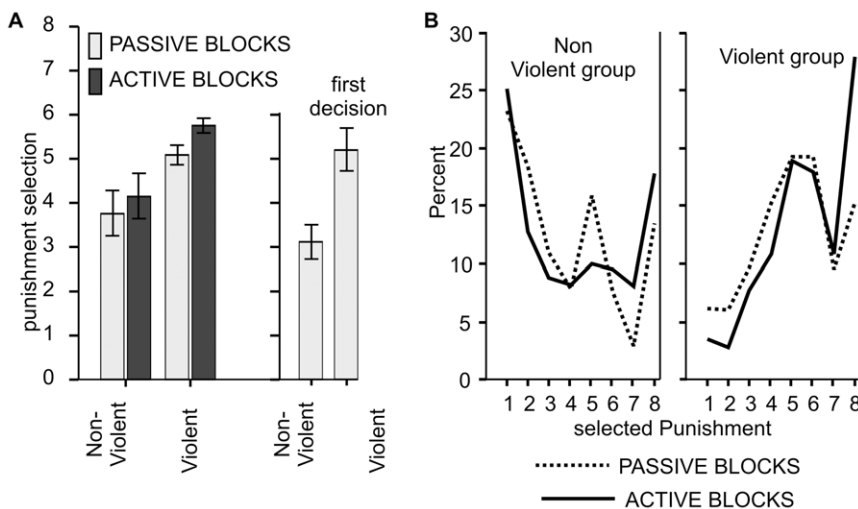 A
8
7
6
5
4
3
2
1
0
punishment selection
PASSIVE BLOCKS
ACTIVE BLOCKS
first
decision
Non-
Violent
Violent
Non-
Violent
Violent
B
30
25
20
15
10
5
0
Percent
Non
Violent group
Violent group
1 2 3 4 5 6 7 8
1 2 3 4 5 6 7 8
selected Punishment
PASSIVE BLOCKS
ACTIVE BLOCKS